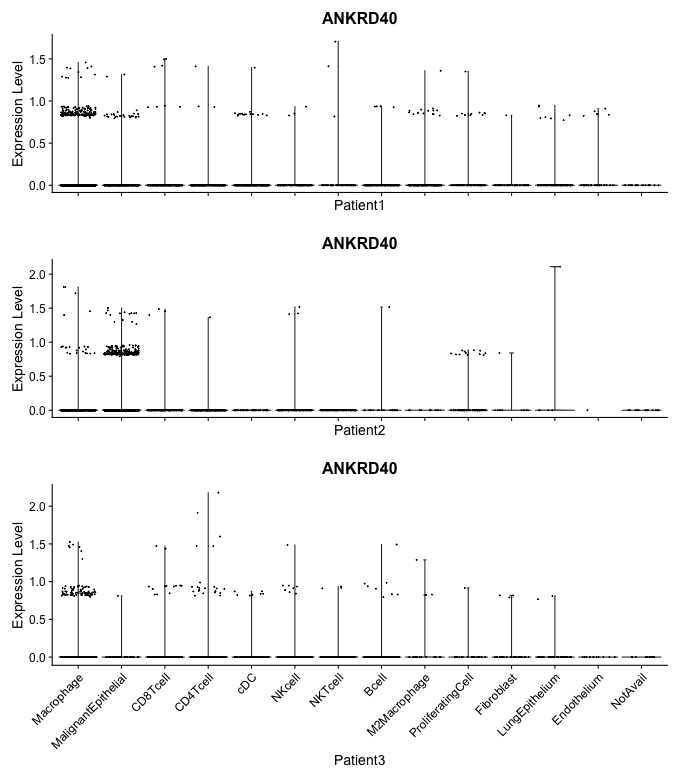 ANKRD40
Expression Level
1.5
1.0
0.5
0.0
Patient1
ANKRD40
Expression Level
2.0
1.5
1.0
0.5
0.0
Patient2
ANKRD40
Expression Level
2.0
1.5
1.0
0.5
0.0
Macrophage
MalignantEpithelial
CD8Tcell
CD4Tcell
cDC
NKcell
NKTcell
Bcell
M2Macrophage
ProliferatingCell
Fibroblast
LungEpithelium
Endothelium
NotAvail
Patient3